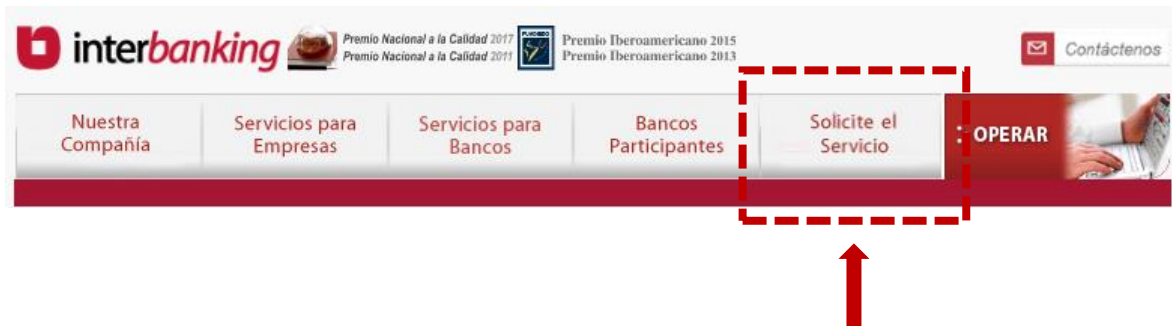 interbanking
Premio Nacional a la Calidad 2017
Premio Nacional a la Calidad 2011
FUNDIBEQ
Premio Iberoamericano 2015
Premio Iberoamericano 2013
Contáctenos
Nuestra
Compañía
Servicios para
Empresas
Servicios para
Bancos
Bancos
Participantes
Solicite el
Servicio
OPERAR